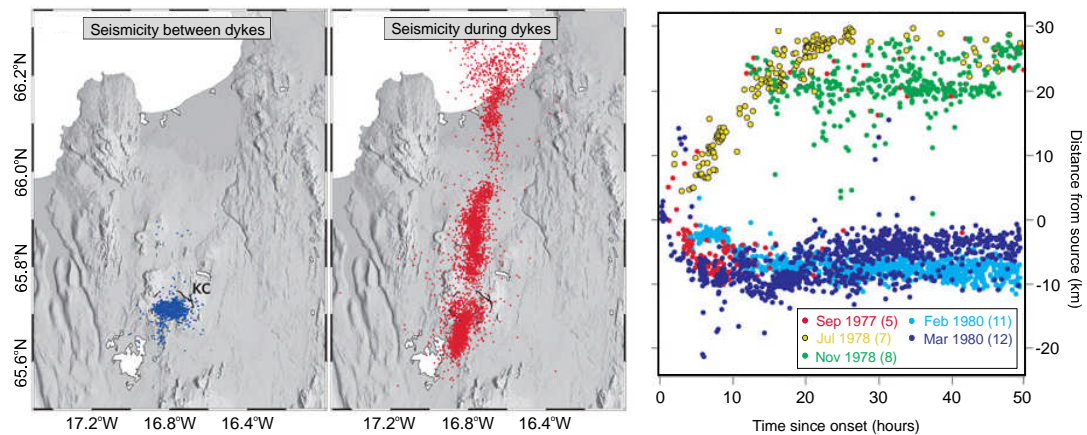 Seismicity between dykes
Seismicity during dykes
66.2°N
66.0°N
65.8°N
65.6°N
KC
17.2°W
16.8°W
16.4°W
17.2°W
16.8°W
16.4°W
30
20
10
0
-10
-20
Distance from source (km)
Sep 1977 (5)
Jul 1978 (7)
Nov 1978 (8)
Feb 1980 (11)
Mar 1980 (12)
0
10
20
30
40
50
Time since onset (hours)